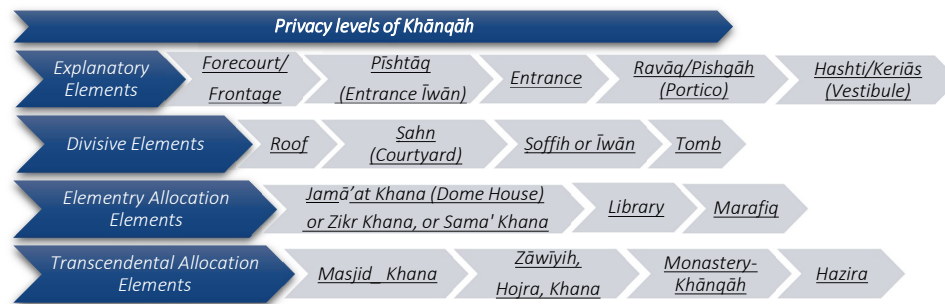 Privacy levels of Khānqāh
Explanatory
Elements
Forecourt/
Frontage
Pīshtāq
(Entrance Īwān)
Entrance
Ravāq/Pishgāh
(Portico)
Hashti/Keriās
(Vestibule)
Divisive Elements
Roof
Sahn
(Courtyard)
Soffih or Īwān
Tomb
Elementry Allocation
Elements
Jamā'at Khana (Dome House)
or Zikr Khana, or Sama' Khana
Library
Marafiq
Transcendental Allocation
Elements
Masjid_ Khana
Zāwīyih,
Hojra, Khana
Monastery-
Khānqāh
Hazira